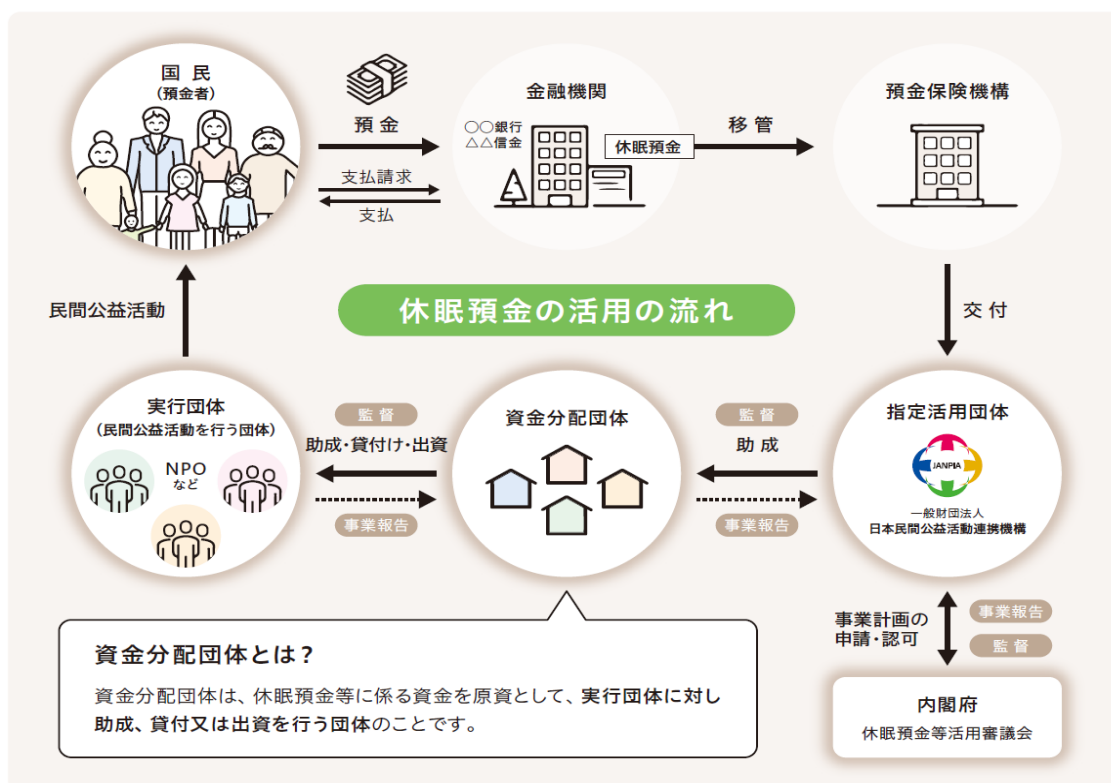 国民
(預金者)
預金
支払請求
支払
金融機関
○○銀行
△△信金
休眠預金
移管
預金保険機構
民間公益活動
休眠預金の活用の流れ
交付
実行団体
(民間公益活動を行う団体)
NPO
など
監督
助成・貸付け・出資
事業報告
資金分配団体
監督
助成
事業報告
指定活用団体
JANPIA
一般財団法人
日本民間公益活動連携機構
資金分配団体とは?
資金分配団体は、休眠預金等に係る資金を原資として、実行団体に対し
助成、貸付又は出資を行う団体のことです。
事業計画の
申請・認可
事業報告
監督
内閣府
休眠預金等活用審議会